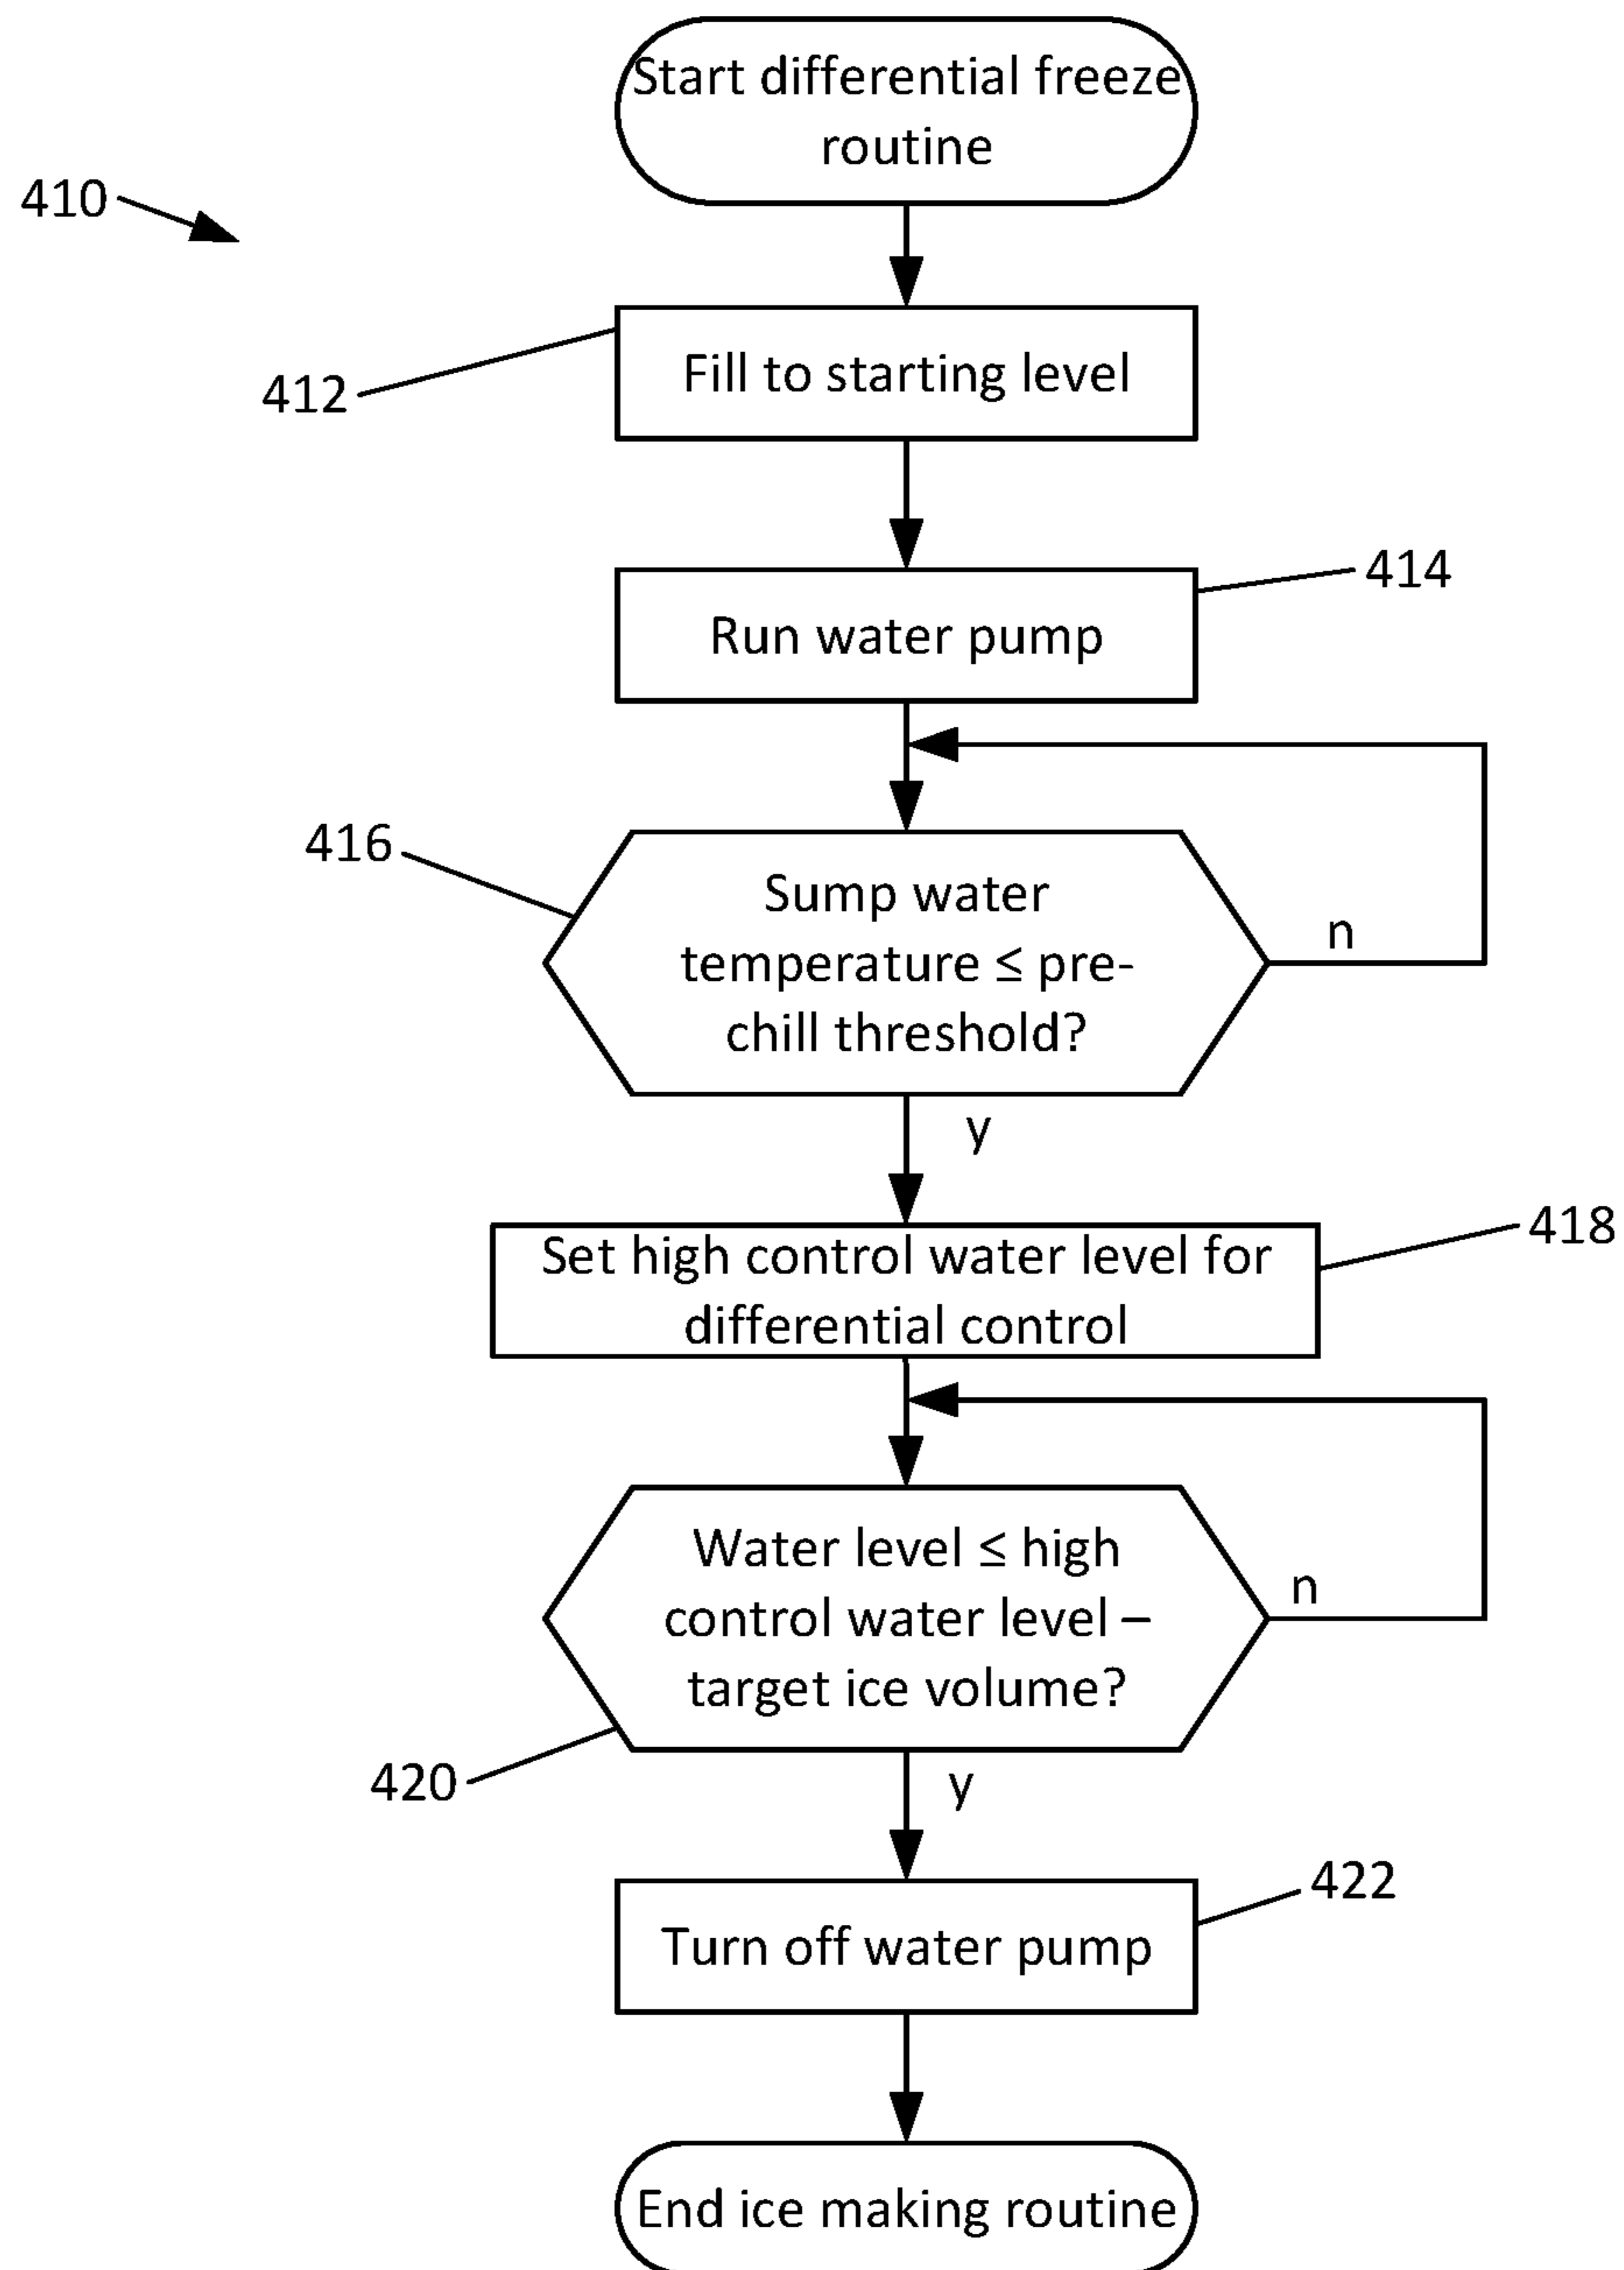 Start differential freeze
routine
410
Fill to starting level
412
414
Run water pump
416
Sump water
temperature ≤ pre-
chill threshold?
n
y
418
Set high control water level for
differential control
Water level ≤ high
control water level –
target ice volume?
n
420
y
422
Turn off water pump
End ice making routine